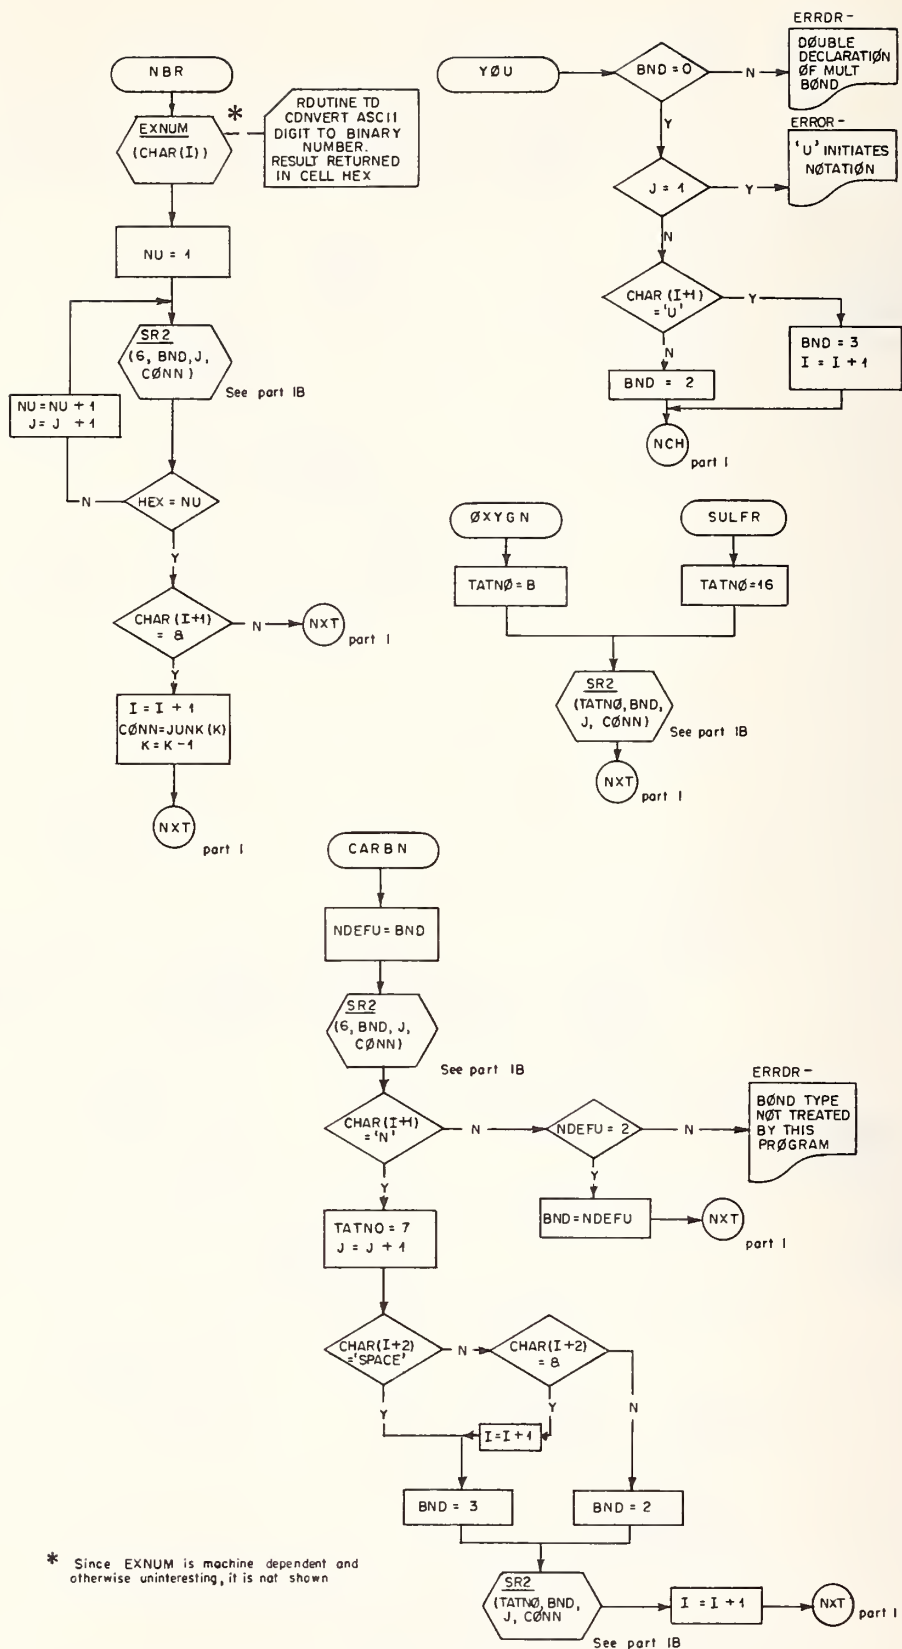 NBR
EXNUM
(CHAR(I))
*
RDUTINE TD
CDNVERT ASCII
DIGIT TO BINARY
NUMBER.
RESULT RETURNED
IN CELL HEX
NU = 1
SR2
(6, BND, J,
CØNN)
See part IB
NU=NU + 1
J= J + 1
N
HEX = NU
Y
CHAR (I+1)
= 8
N
NXT
part I
Y
I = I + 1
CØNN=JUNK(K)
K=K-1
NXT
part I
YØU
BND = 0
N
ERRDR-
DØUBLE
DECLARATIØN
ØF MULT
BØND
Y
J = 1
Y
ERROR-
'U' INITIATES
NØTATIØN
N
CHAR (I+1)
='U'
Y
BND = 3
I = I + 1
N
BND = 2
NCH
part I
ØXYGN
SULFR
TATNØ=8
TATNØ=16
SR2
(TATNØ, BND,
J, CØNN)
See part IB
NXT
part I
CARBN
NDEFU=BND
SR2
(6, BND, J,
CØNN)
See part IB
CHAR(I+1)
='N'
N
NDEFU= 2
N
ERRDR-
BØND TYPE
NØT TREATED
BY THIS
PRØGRAM
Y
BND=NDEFU
NXT
part I
Y
TATNO = 7
J = J + 1
CHAR(I+2)
='SPACE'
N
CHAR(I+2)
= 8
Y
Y
N
I=I+1
BND = 3
BND = 2
SR2
(TATNØ, BND,
J, CØNN
See part IB
I = I + 1
NXT
part I
* Since EXNUM is machine dependent and
otherwise uninteresting, it is not shown